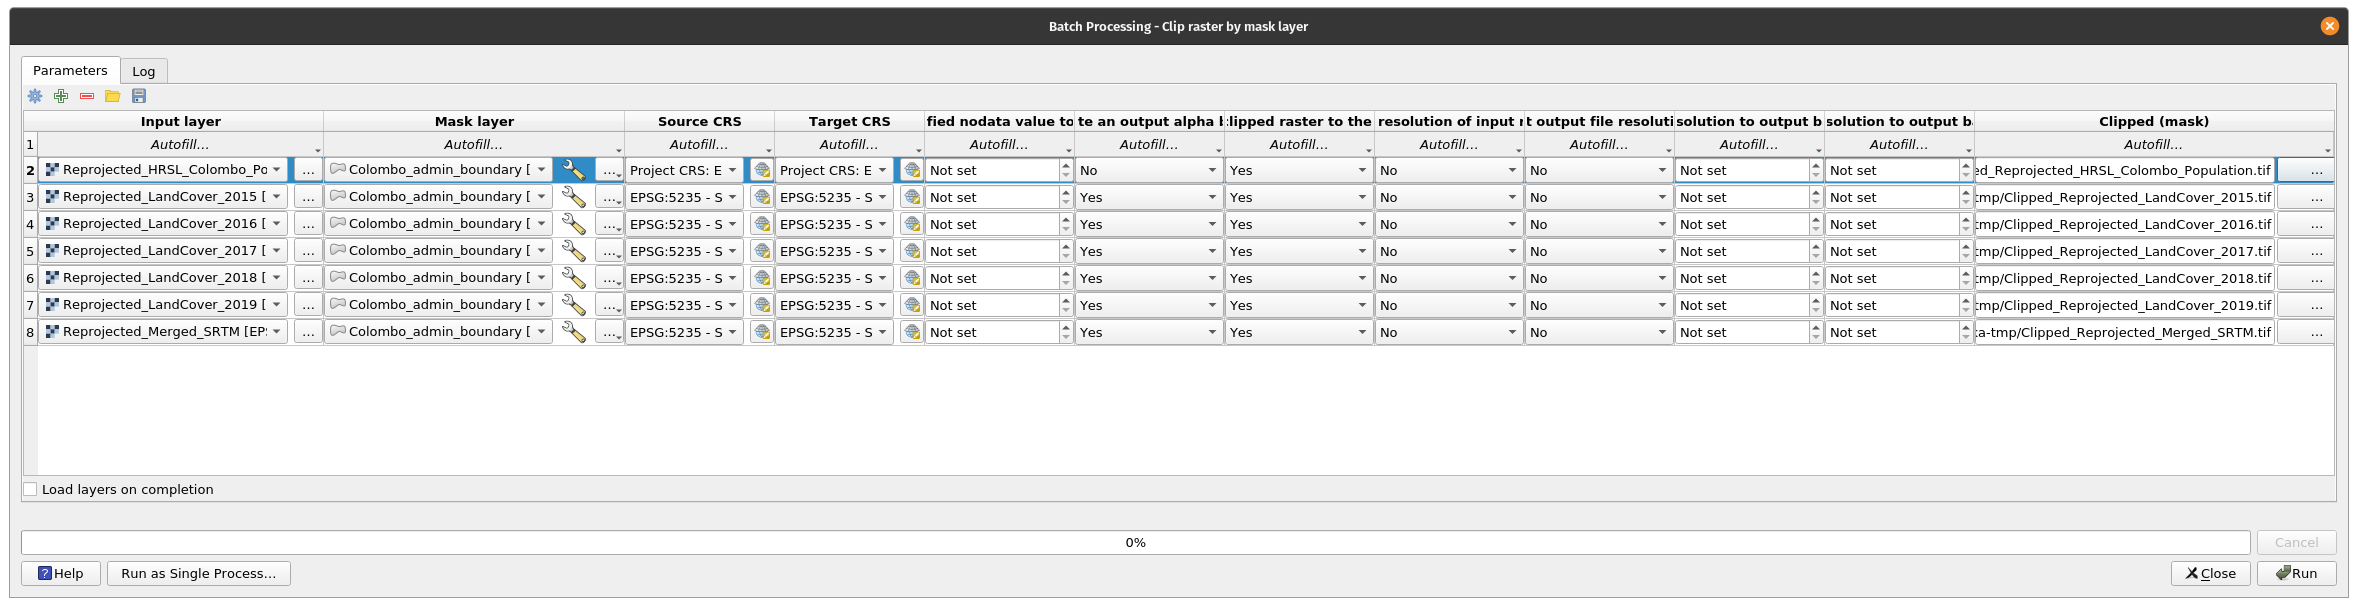 Batch Processing - Clip raster by mask layer
Parameters Log
Input layer Mask layer Source CRS Target CRS fied nodata value to te an output alpha lipped raster to the resolution of input t output file resoluti solution to output b solution to output b Clipped (mask)
1 Autofill... Autofill... Autofill... Autofill... Autofill... Autofill... Autofill... Autofill... Autofill... Autofill... Autofill... Autofill...
2 Reprojected_HRSL_Colombo_Po ... Colombo_admin_boundary [ ... Project CRS: E Project CRS: E Not set No Yes No No Not set Not set ed_Reprojected_HRSL_Colombo_Population.tif ...
3 Reprojected_LandCover_2015 [ ... Colombo_admin_boundary [ ... EPSG:5235 - S EPSG:5235 - S Not set Yes Yes No No Not set Not set tmp/Clipped_Reprojected_LandCover_2015.tif ...
4 Reprojected_LandCover_2016 [ ... Colombo_admin_boundary [ ... EPSG:5235 - S EPSG:5235 - S Not set Yes Yes No No Not set Not set tmp/Clipped_Reprojected_LandCover_2016.tif ...
5 Reprojected_LandCover_2017 [ ... Colombo_admin_boundary [ ... EPSG:5235 - S EPSG:5235 - S Not set Yes Yes No No Not set Not set tmp/Clipped_Reprojected_LandCover_2017.tif ...
6 Reprojected_LandCover_2018 [ ... Colombo_admin_boundary [ ... EPSG:5235 - S EPSG:5235 - S Not set Yes Yes No No Not set Not set tmp/Clipped_Reprojected_LandCover_2018.tif ...
7 Reprojected_LandCover_2019 [ ... Colombo_admin_boundary [ ... EPSG:5235 - S EPSG:5235 - S Not set Yes Yes No No Not set Not set tmp/Clipped_Reprojected_LandCover_2019.tif ...
8 Reprojected_Merged_SRTM [EP ... Colombo_admin_boundary [ ... EPSG:5235 - S EPSG:5235 - S Not set Yes Yes No No Not set Not set ta-tmp/Clipped_Reprojected_Merged_SRTM.tif ...
Load layers on completion
0% Cancel
Help Run as Single Process... Close Run